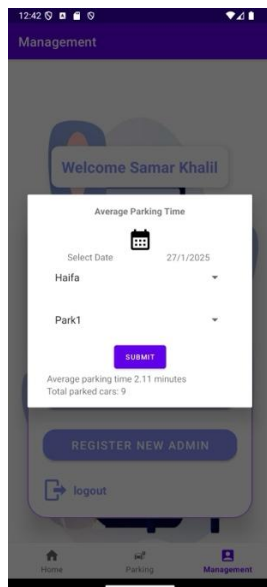 12:42
Management
Welcome Samar Khalil
Average Parking Time
Select Date 27/1/2025
Haifa
Park1
SUBMIT
Average parking time 2.11 minutes
Total parked cars: 9
REGISTER NEW ADMIN
logout
Home Parking Management